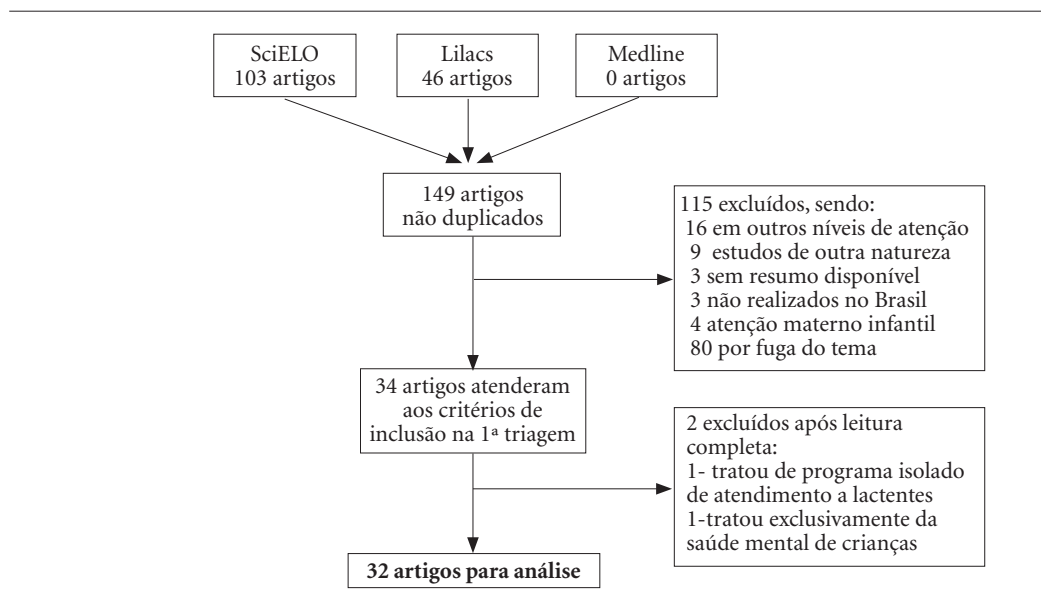 SciELO
103 artigos
Lilacs
46 artigos
Medline
0 artigos
149 artigos
não duplicados
115 excluídos, sendo:
16 em outros níveis de atenção
9 estudos de outra natureza
3 sem resumo disponível
3 não realizados no Brasil
4 atenção materno infantil
80 por fuga do tema
34 artigos atenderam
aos critérios de
inclusão na 1ª triagem
2 excluídos após leitura
completa:
1- tratou de programa isolado
de atendimento a lactentes
1-tratou exclusivamente da
saúde mental de crianças
32 artigos para análise